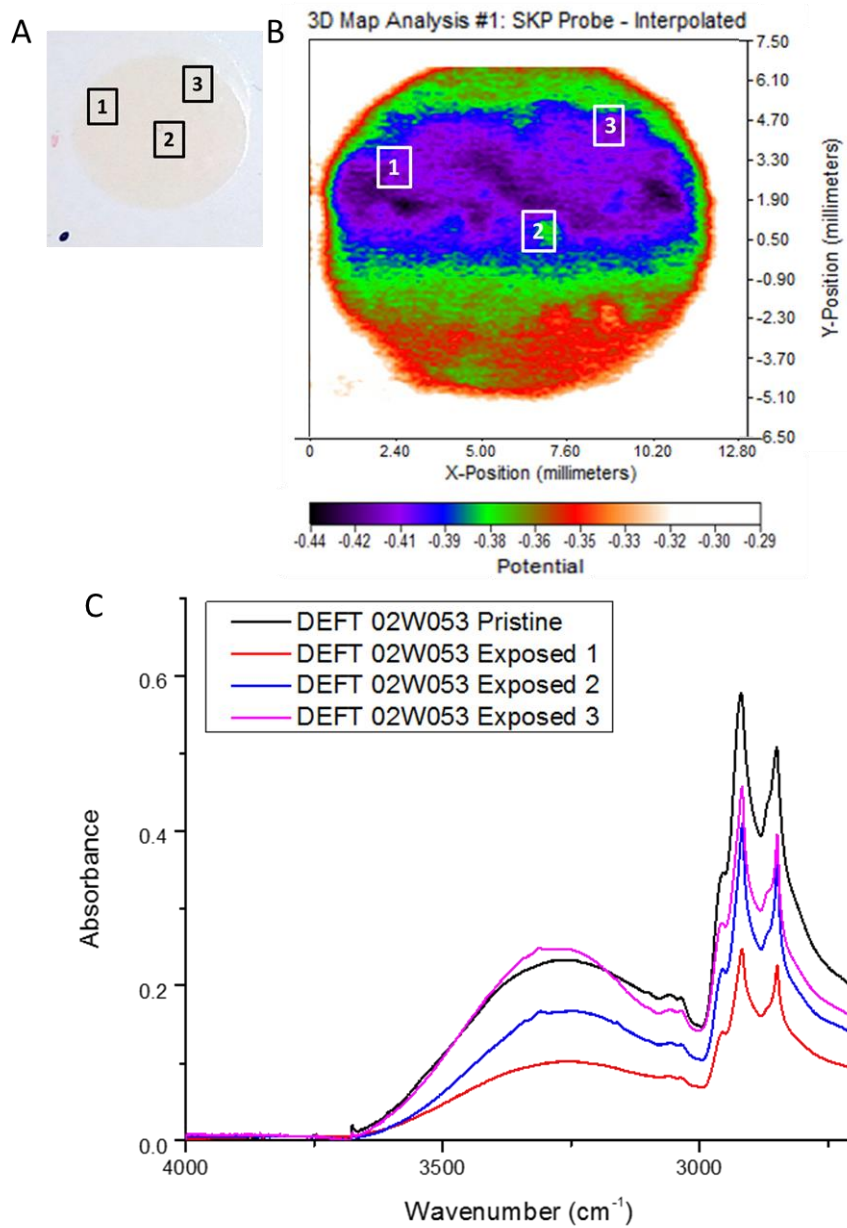 A
1
3
2
B
3D Map Analysis #1: SKP Probe - Interpolated
1
3
2
7.50
6.10
4.70
3.30
1.90
0.50
-0.90
-2.30
-3.70
-5.10
-6.50
Y-Position (millimeters)
0 2.40 5.00 7.60 10.20 12.80
X-Position (millimeters)
-0.44 -0.42 -0.41 -0.39 -0.38 -0.36 -0.35 -0.33 -0.32 -0.30 -0.29
Potential
C
DEFT 02W053 Pristine
DEFT 02W053 Exposed 1
DEFT 02W053 Exposed 2
DEFT 02W053 Exposed 3
0.6
0.4
0.2
0.0
Absorbance
4000 3500 3000
Wavenumber (cm⁻¹)